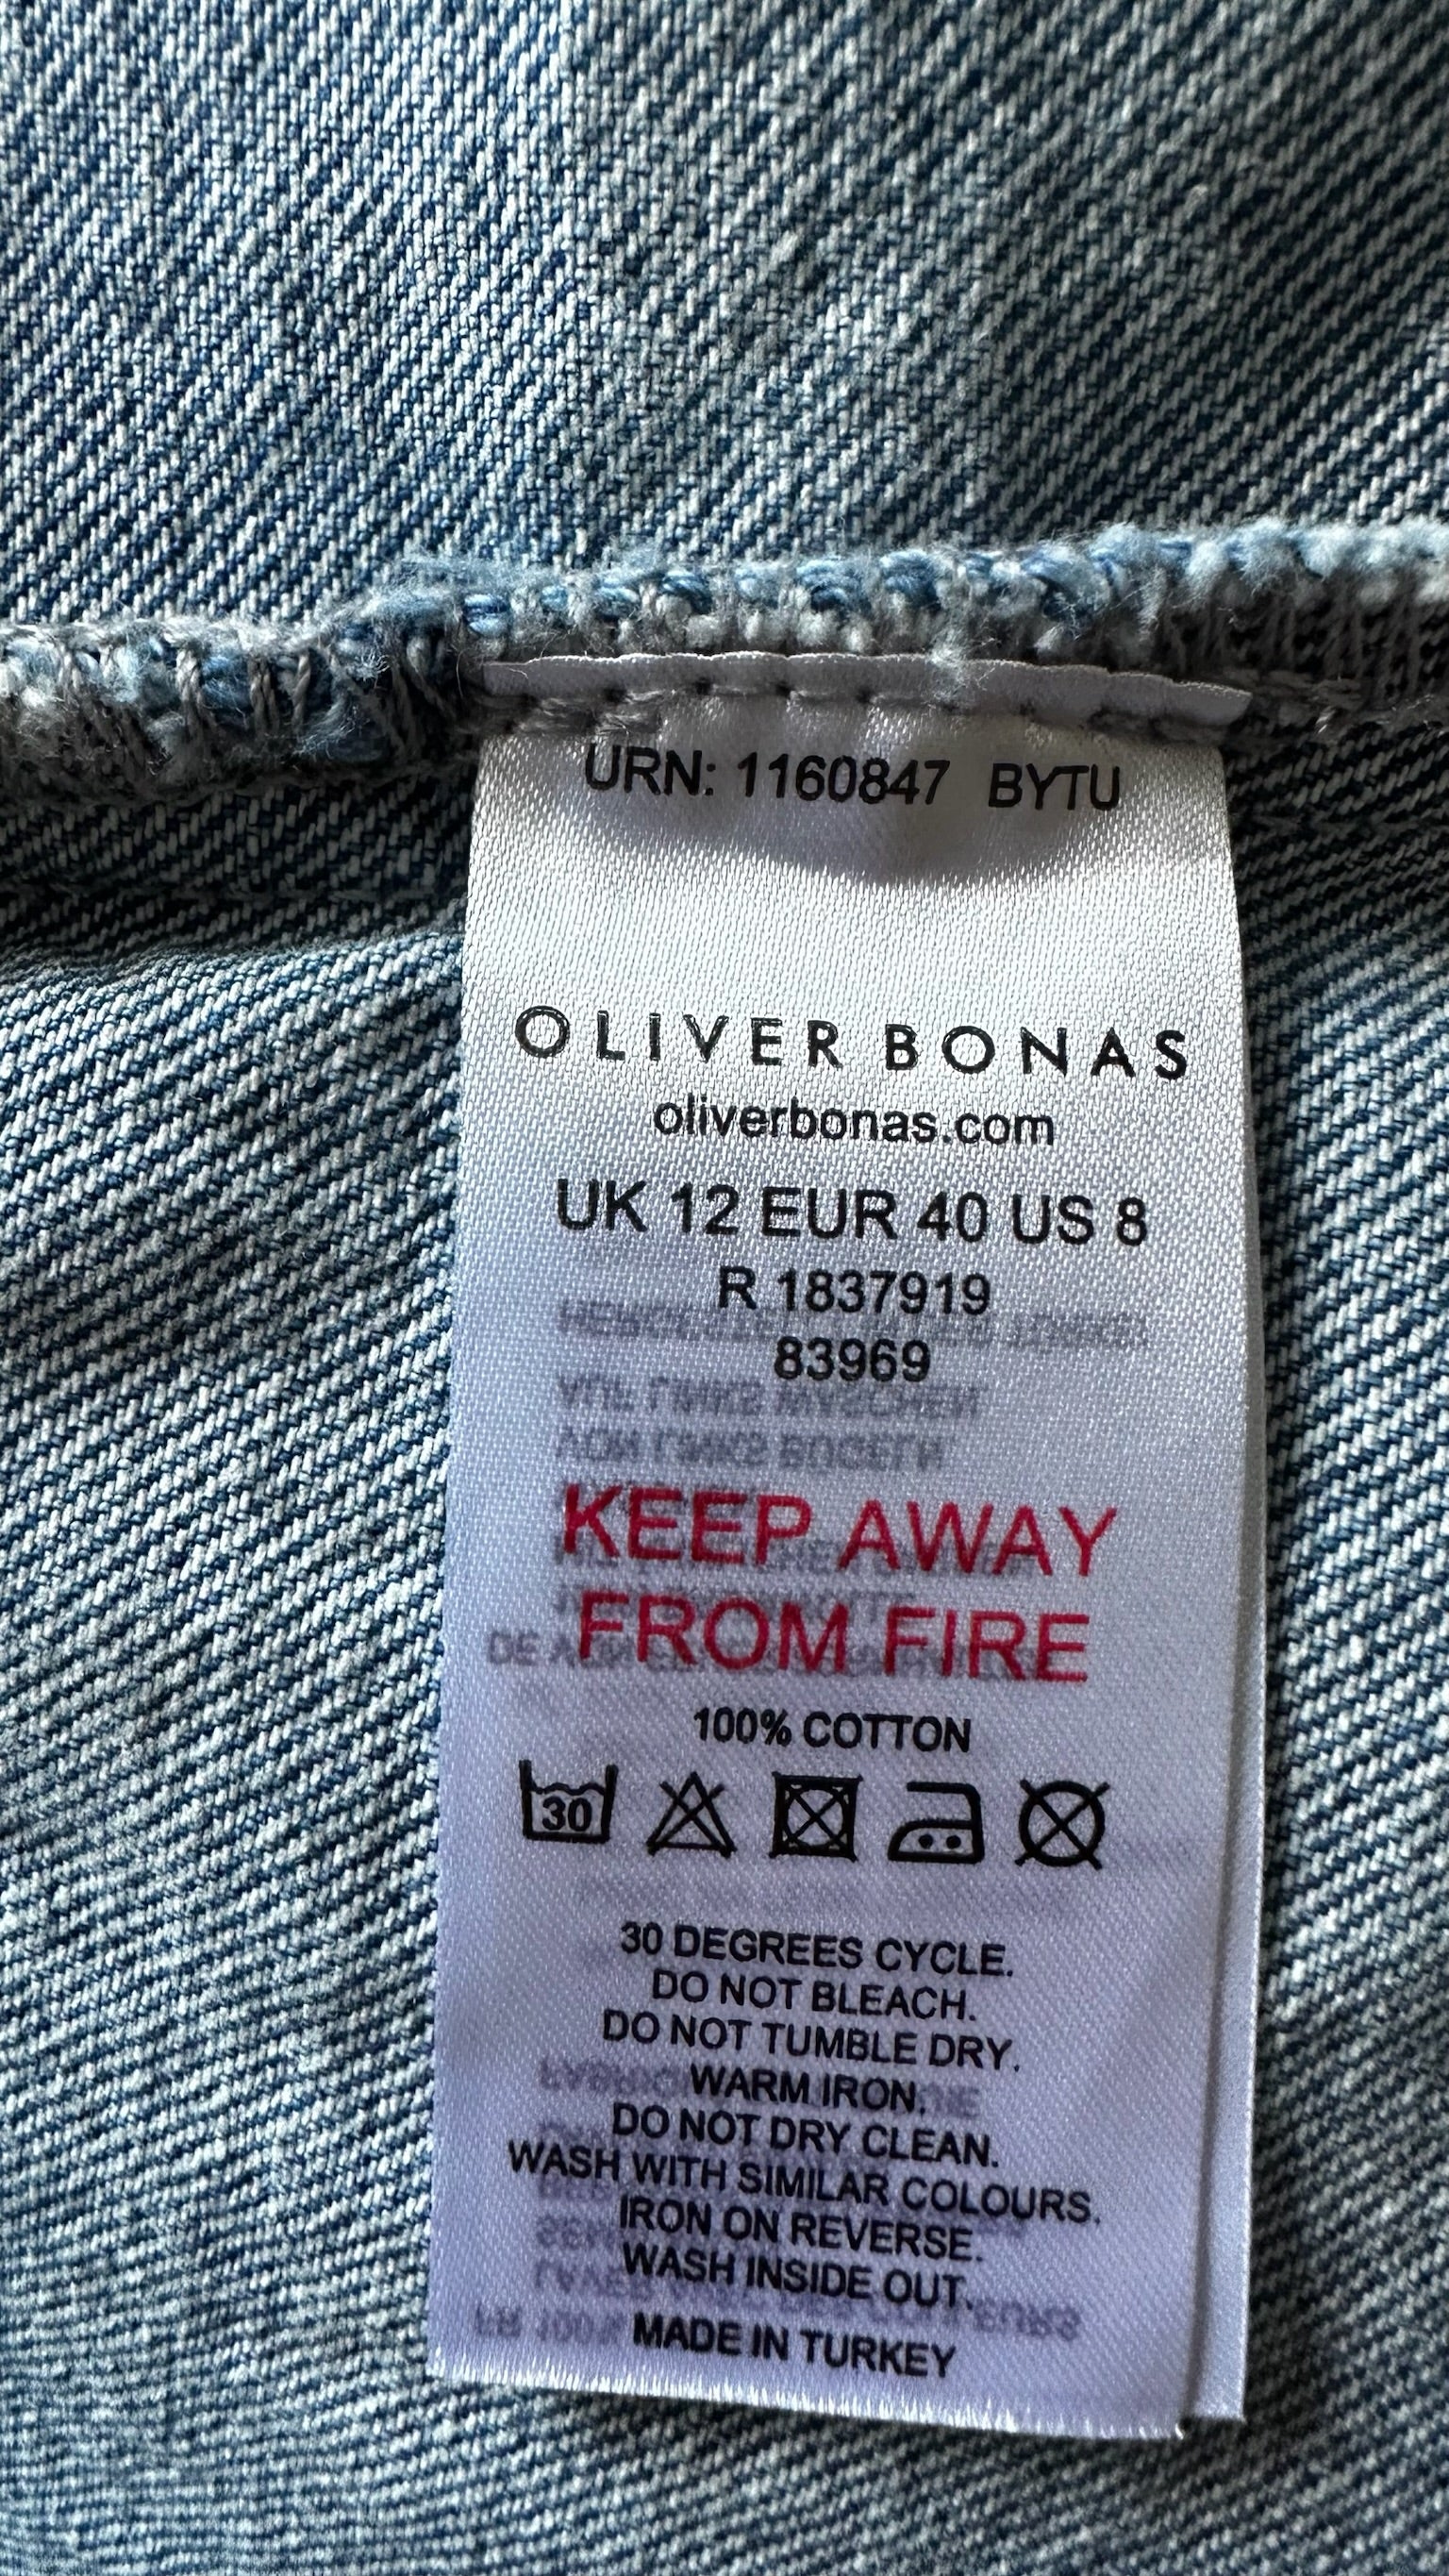 URN: 1160847 BYTU
OLIVER BONAS
oliverbonas.com
UK 12 EUR 40 US 8
R 1837919
83969
KEEP AWAY
FROM FIRE
100% COTTON
30
30 DEGREES CYCLE.
DO NOT BLEACH.
DO NOT TUMBLE DRY.
WARM IRON.
DO NOT DRY CLEAN.
WASH WITH SIMILAR COLOURS.
IRON ON REVERSE.
WASH INSIDE OUT.
MADE IN TURKEY